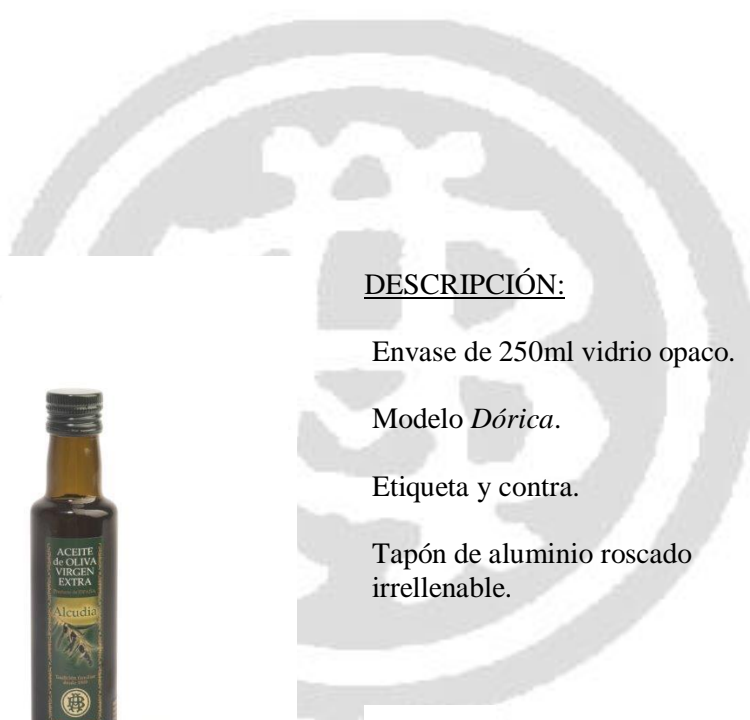 DESCRIPCIÓN:
Envase de 250ml vidrio opaco.
Modelo Dórica.
Etiqueta y contra.
Tapón de aluminio roscado
irrellenable.
ACEITE
de OLIVA
VIRGEN
EXTRA
Alcudia